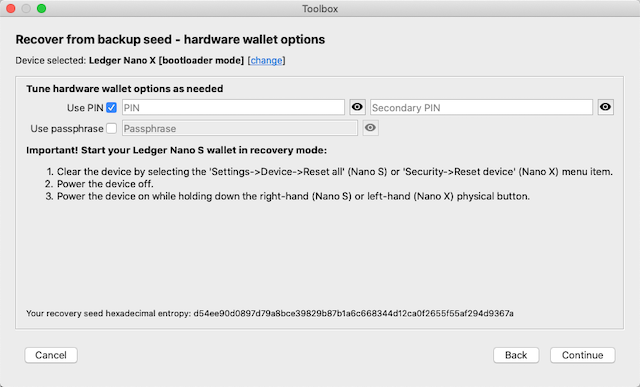 Toolbox
Recover from backup seed - hardware wallet options
Device selected: Ledger Nano X [bootloader mode] [change]
Tune hardware wallet options as needed
Use PIN PIN Secondary PIN
Use passphrase Passphrase
Important! Start your Ledger Nano S wallet in recovery mode:
1. Clear the device by selecting the 'Settings->Device->Reset all' (Nano S) or 'Security->Reset device' (Nano X) menu item.
2. Power the device off.
3. Power the device on while holding down the right-hand (Nano S) or left-hand (Nano X) physical button.
Your recovery seed hexadecimal entropy: d54ee90d0897d79a8bce39829b87b1a6c668344d12ca0f2655f55af294d9367a
Cancel Back Continue